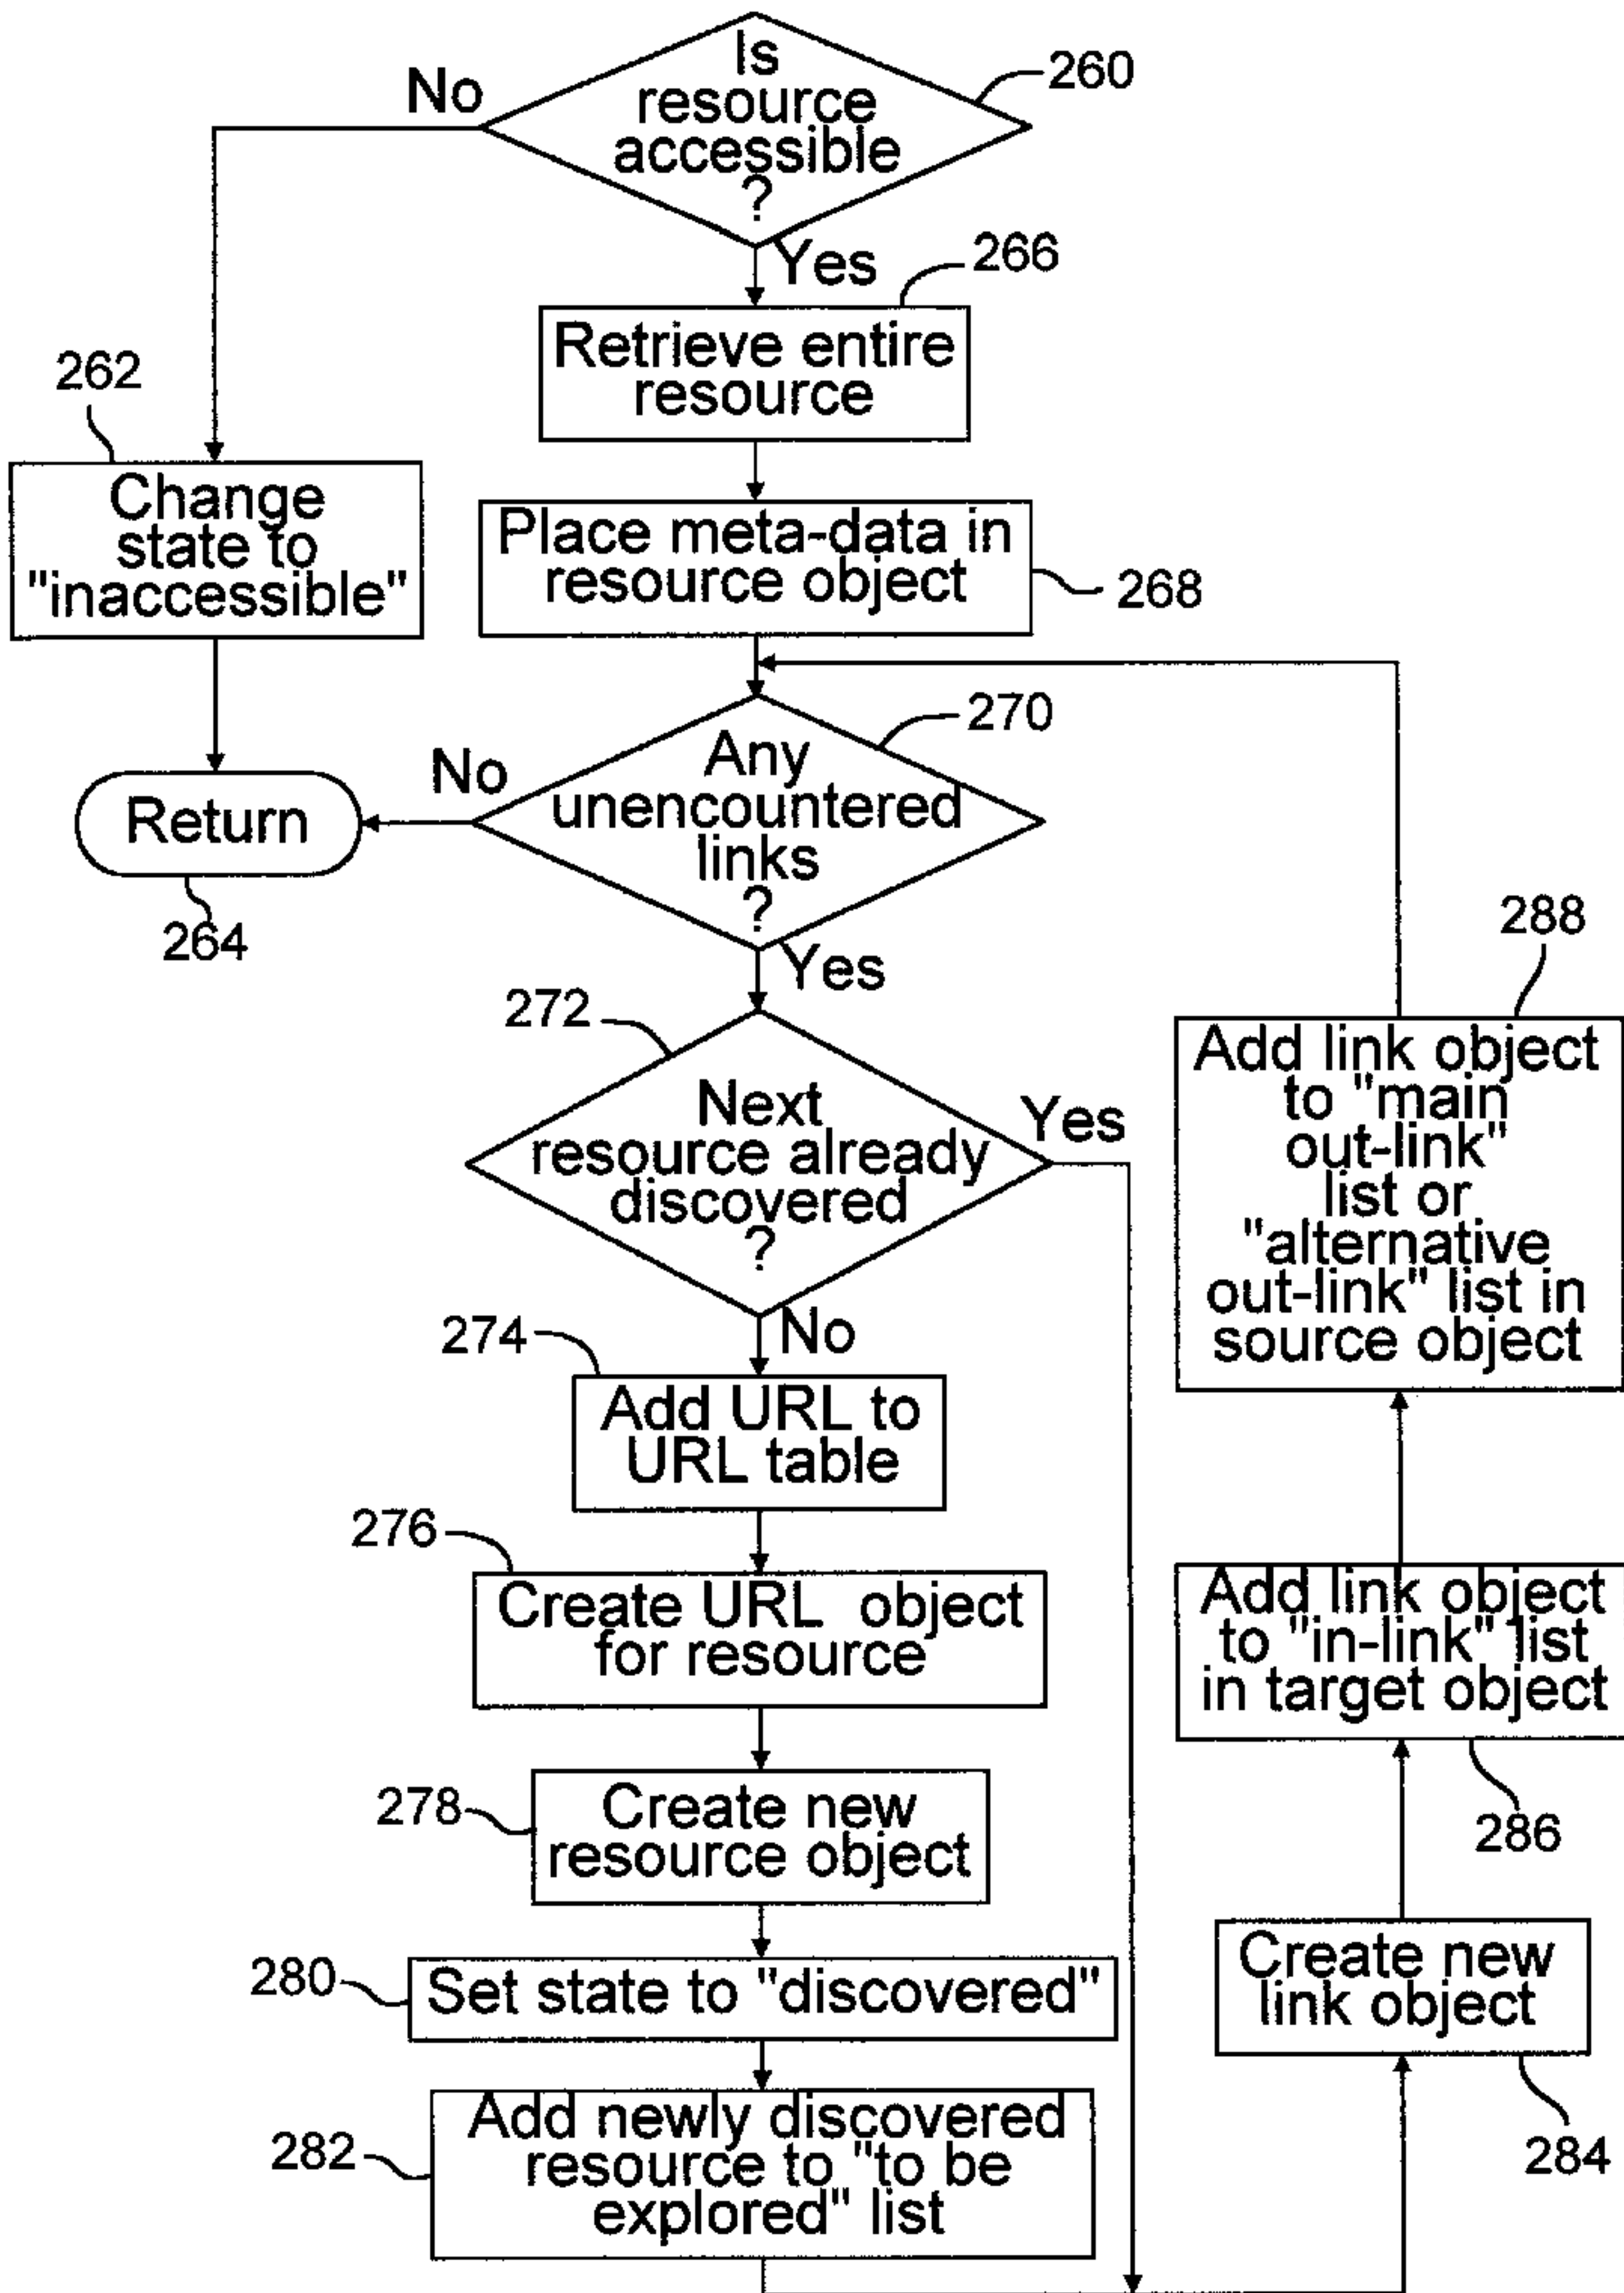 Is
resource
accessible
?
260
No
Yes
266
Retrieve entire
resource
262
Change
state to
"inaccessible"
Place meta-data in
resource object
268
270
Any
unencountered
links
?
No
Return
264
Yes
272
Next
resource already
discovered
?
Yes
No
274
Add URL to
URL table
276
Create URL object
for resource
278
Create new
resource object
280
Set state to "discovered"
282
Add newly discovered
resource to "to be
explored" list
288
Add link object
to "main
out-link"
list or
"alternative
out-link" list in
source object
Add link object
to "in-link" list
in target object
286
Create new
link object
284